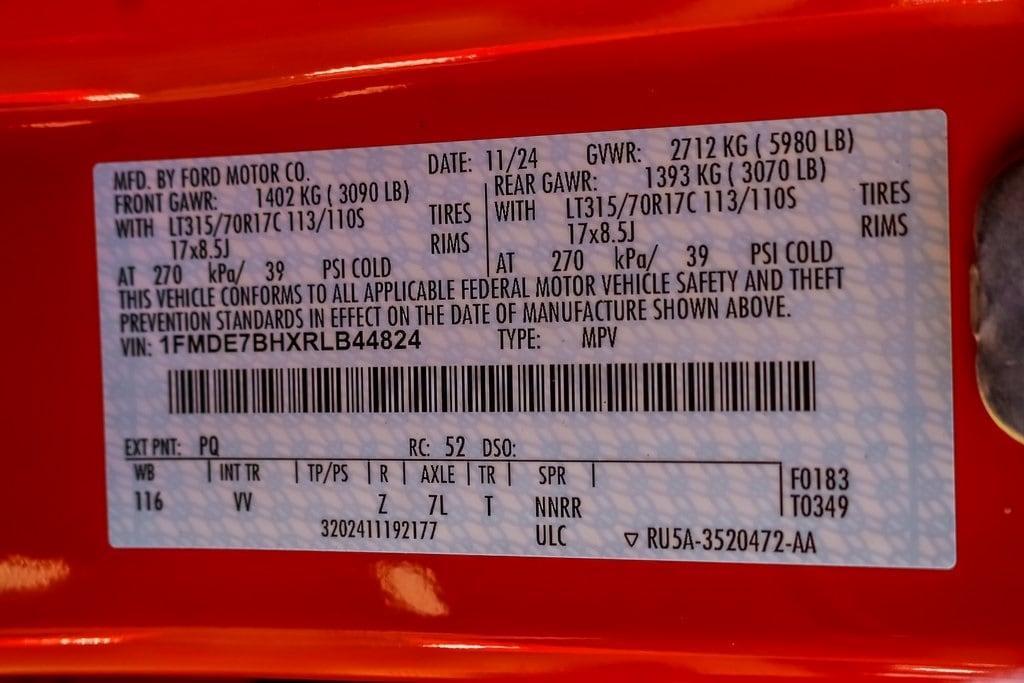 MFD. BY FORD MOTOR CO. DATE: 11/24 GVWR: 2712 KG ( 5980 LB)
FRONT GAWR: 1402 KG ( 3090 LB) REAR GAWR: 1393 KG ( 3070 LB)
WITH LT315/70R17C 113/110S TIRES WITH LT315/70R17C 113/110S TIRES
17x8.5J RIMS 17x8.5J RIMS
AT 270 kPa/ 39 PSI COLD AT 270 kPa/ 39 PSI COLD
THIS VEHICLE CONFORMS TO ALL APPLICABLE FEDERAL MOTOR VEHICLE SAFETY AND THEFT
PREVENTION STANDARDS IN EFFECT ON THE DATE OF MANUFACTURE SHOWN ABOVE.
VIN: 1FMDE7BHXRLB44824 TYPE: MPV
EXT PNT: PQ RC: 52 DSO:
WB INT TR TP/PS R AXLE TR SPR F0183
116 VV Z 7L T NNRR T0349
3202411192177 ULC ▽ RU5A-3520472-AA